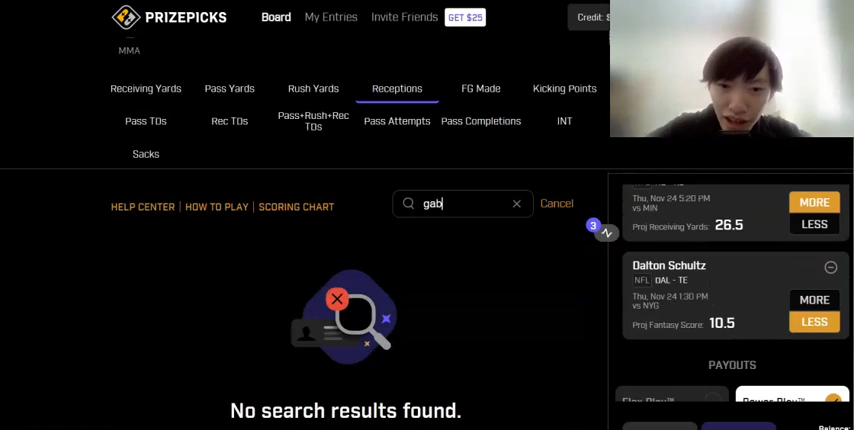 PRIZEPICKS Board My Entries Invite Friends GET $25 Credit: $
MMA
Receiving Yards Pass Yards Rush Yards Receptions FG Made Kicking Points
Pass TDs Rec TDs Pass+Rush+Rec TDs Pass Attempts Pass Completions INT
Sacks
HELP CENTER | HOW TO PLAY | SCORING CHART
gab
Cancel
No search results found.
3
Thu, Nov 24 5:20 PM
vs MIN
Proj Receiving Yards: 26.5
MORE
LESS
Dalton Schultz
NFL DAL - TE
Thu, Nov 24 1:30 PM
vs NYG
Proj Fantasy Score: 10.5
MORE
LESS
PAYOUTS
Flex Play™
Power Play™
Balance: